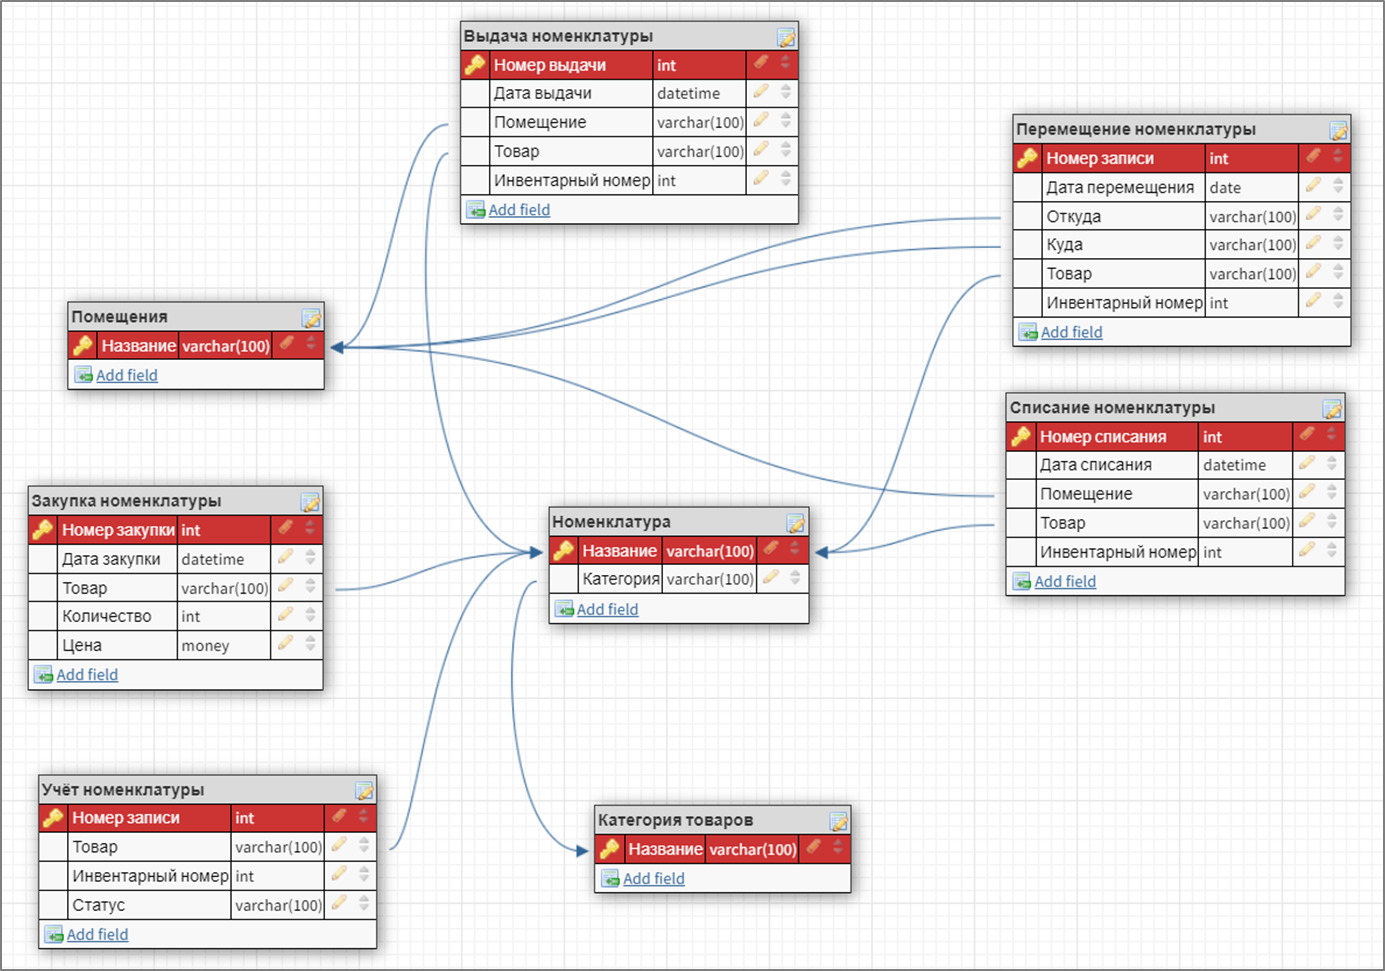 Выдача номенклатуры
Номер выдачи int
Дата выдачи datetime
Помещение varchar(100)
Товар varchar(100)
Инвентарный номер int
Add field
Перемещение номенклатуры
Номер записи int
Дата перемещения date
Откуда varchar(100)
Куда varchar(100)
Товар varchar(100)
Инвентарный номер int
Add field
Помещения
Название varchar(100)
Add field
Списание номенклатуры
Номер списания int
Дата списания datetime
Помещение varchar(100)
Товар varchar(100)
Инвентарный номер int
Add field
Закупка номенклатуры
Номер закупки int
Дата закупки datetime
Товар varchar(100)
Количество int
Цена money
Add field
Номенклатура
Название varchar(100)
Категория varchar(100)
Add field
Учёт номенклатуры
Номер записи int
Товар varchar(100)
Инвентарный номер int
Статус varchar(100)
Add field
Категория товаров
Название varchar(100)
Add field